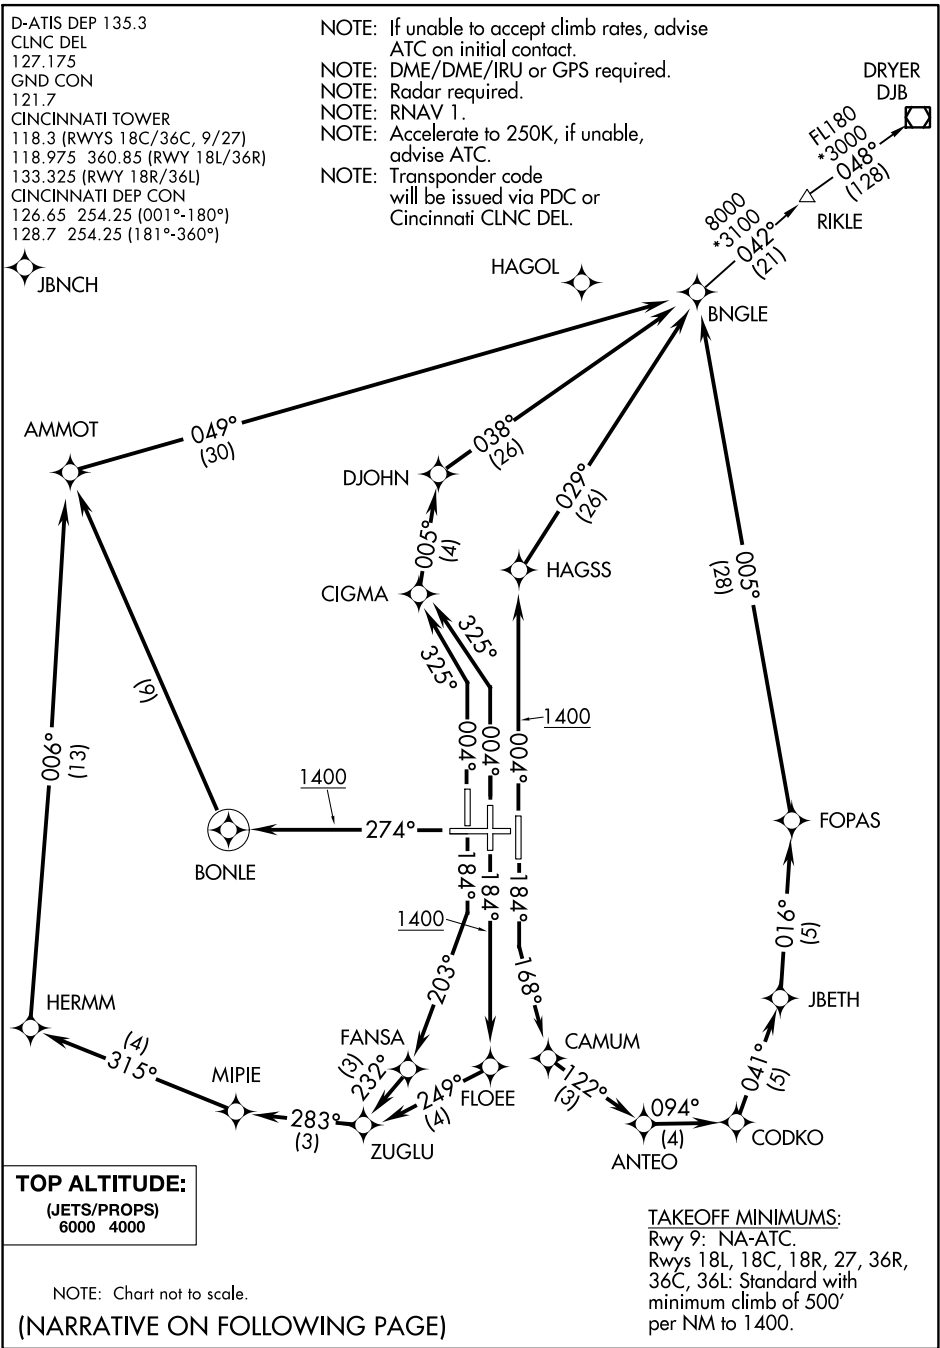 D-ATIS DEP 135.3
CLNC DEL
127.175
GND CON
121.7
CINCINNATI TOWER
118.3 (RWYS 18C/36C, 9/27)
118.975 360.85 (RWY 18L/36R)
133.325 (RWY 18R/36L)
CINCINNATI DEP CON
126.65 254.25 (001°-180°)
128.7 254.25 (181°-360°)
NOTE: If unable to accept climb rates, advise
ATC on initial contact.
NOTE: DME/DME/IRU or GPS required.
NOTE: Radar required.
NOTE: RNAV 1.
NOTE: Accelerate to 250K, if unable,
advise ATC.
NOTE: Transponder code
will be issued via PDC or
Cincinnati CLNC DEL.
DRYER
DJB
FL180
*3000
048°
(128)
RIKLE
8000
*3100
042°
(21)
JBNCH
HAGOL
BNGLE
AMMOT
049°
(30)
DJOHN
038°
(26)
029°
(26)
005°
(4)
HAGSS
CIGMA
005°
(28)
325°
325°
(9)
006°
(13)
004°
004°
004°
1400
1400
274°
BONLE
FOPAS
184°
184°
184°
1400
016°
(5)
203°
168°
HERMM
JBETH
(4)
315°
FANSA
(3)
232°
CAMUM
041°
(5)
MIPIE
249°
(4)
FLOEE
122°
(3)
283°
(3)
ZUGLU
094°
(4)
ANTEO
CODKO
TOP ALTITUDE:
(JETS/PROPS)
6000 4000
TAKEOFF MINIMUMS:
Rwy 9: NA-ATC.
Rwys 18L, 18C, 18R, 27, 36R,
36C, 36L: Standard with
minimum climb of 500'
per NM to 1400.
NOTE: Chart not to scale.
(NARRATIVE ON FOLLOWING PAGE)